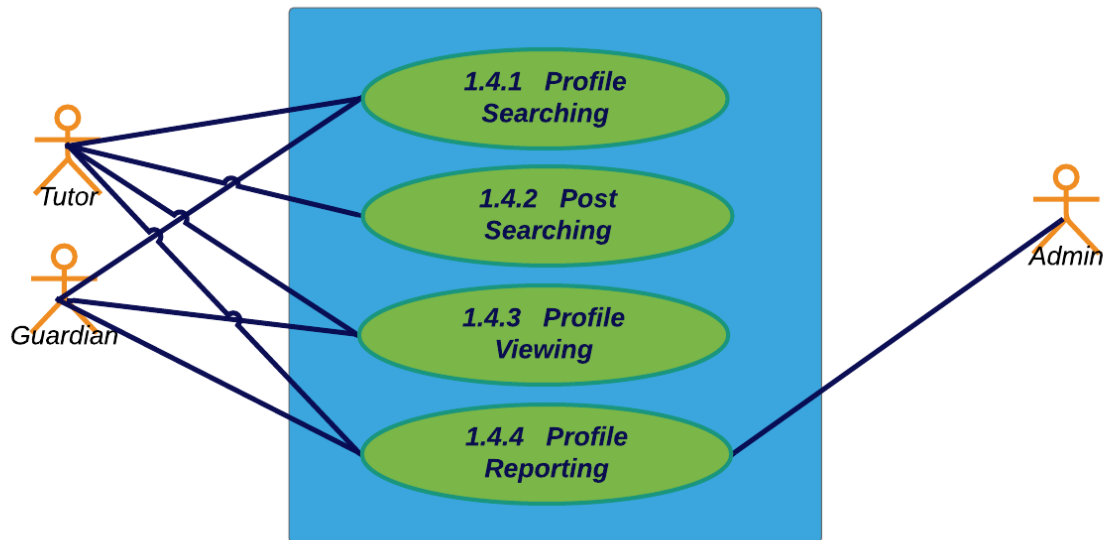 1.4.1 Profile
Searching
Tutor
1.4.2 Post
Searching
Admin
Guardian
1.4.3 Profile
Viewing
1.4.4 Profile
Reporting